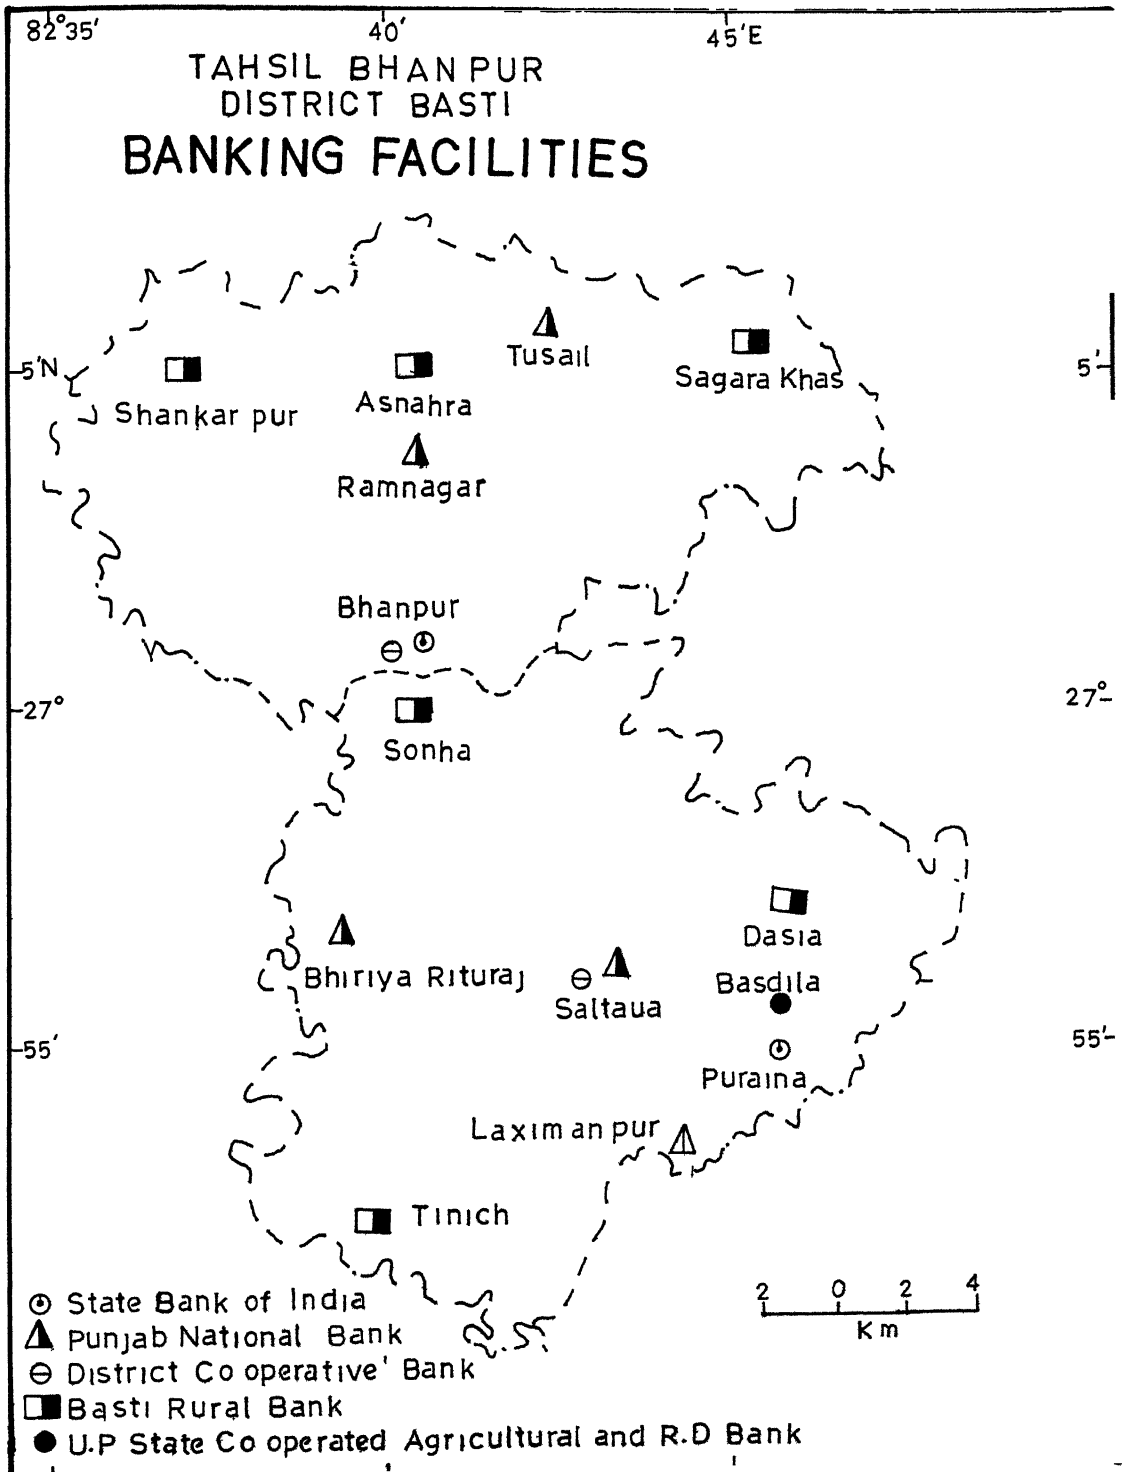 82°35' 40' 45'E
TAHSIL BHANPUR
DISTRICT BASTI
BANKING FACILITIES
Tusail
5'N 5'
Sagara Khas
Shankar pur
Asnahra
Ramnagar
Bhanpur
27° 27°
Sonha
Dasia
Bhiriya Rituraj
Basdila
Saltaua
55' 55'
Puraina
Laximanpur
Tinich
2 0 2 4
Km
State Bank of India
Punjab National Bank
District Co operative' Bank
Basti Rural Bank
U.P State Co operated Agricultural and R.D Bank